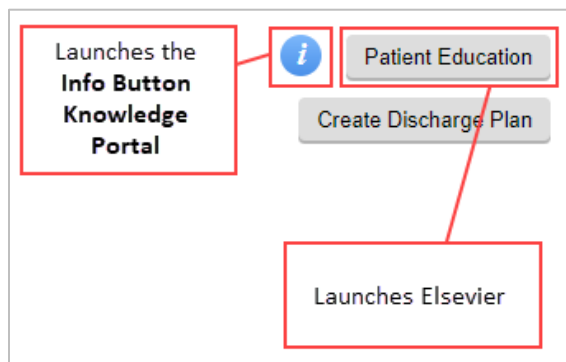 Launches the
Info Button
Knowledge
Portal
i
Patient Education
Create Discharge Plan
Launches Elsevier